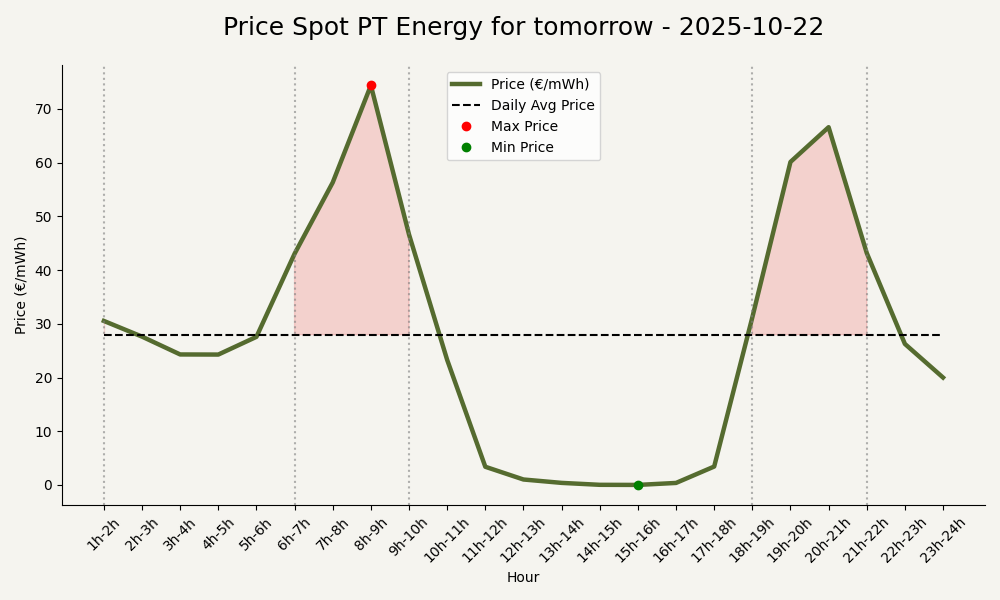 Price Spot PT Energy for tomorrow - 2025-10-22
Price (€/mWh)
Daily Avg Price
Max Price
Min Price
Price (€/mWh)
70
60
50
40
30
20
10
0
1h-2h
2h-3h
3h-4h
4h-5h
5h-6h
6h-7h
7h-8h
8h-9h
9h-10h
10h-11h
11h-12h
12h-13h
13h-14h
14h-15h
15h-16h
16h-17h
17h-18h
18h-19h
19h-20h
20h-21h
21h-22h
22h-23h
23h-24h
Hour